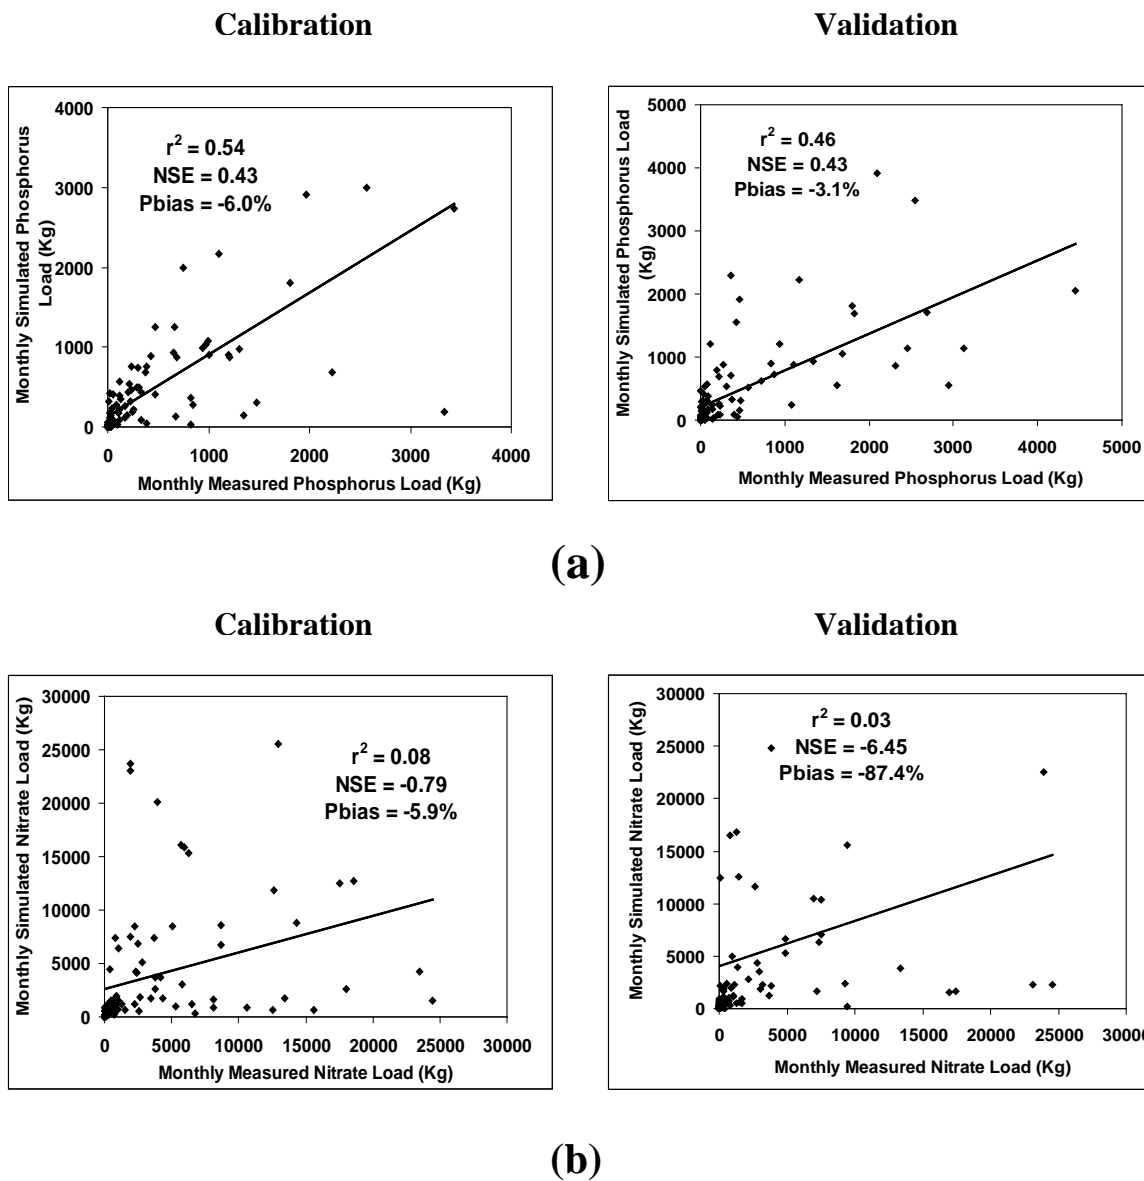 Calibration
Validation
4000
3000
2000
1000
0
Monthly Simulated Phosphorus
Load (Kg)
r² = 0.54
NSE = 0.43
Pbias = -6.0%
0 1000 2000 3000 4000
Monthly Measured Phosphorus Load (Kg)
5000
4000
3000
2000
1000
0
Monthly Simulated Phosphorus Load
(Kg)
r² = 0.46
NSE = 0.43
Pbias = -3.1%
0 1000 2000 3000 4000 5000
Monthly Measured Phosphorus Load (Kg)
(a)
Calibration
Validation
30000
25000
20000
15000
10000
5000
0
Monthly Simulated Nitrate Load (Kg)
r² = 0.08
NSE = -0.79
Pbias = -5.9%
0 5000 10000 15000 20000 25000 30000
Monthly Measured Nitrate Load (Kg)
30000
25000
20000
15000
10000
5000
0
Monthly Simulated Nitrate Load (Kg)
r² = 0.03
NSE = -6.45
Pbias = -87.4%
0 5000 10000 15000 20000 25000 3000
Monthly Measured Nitrate Load (Kg)
(b)